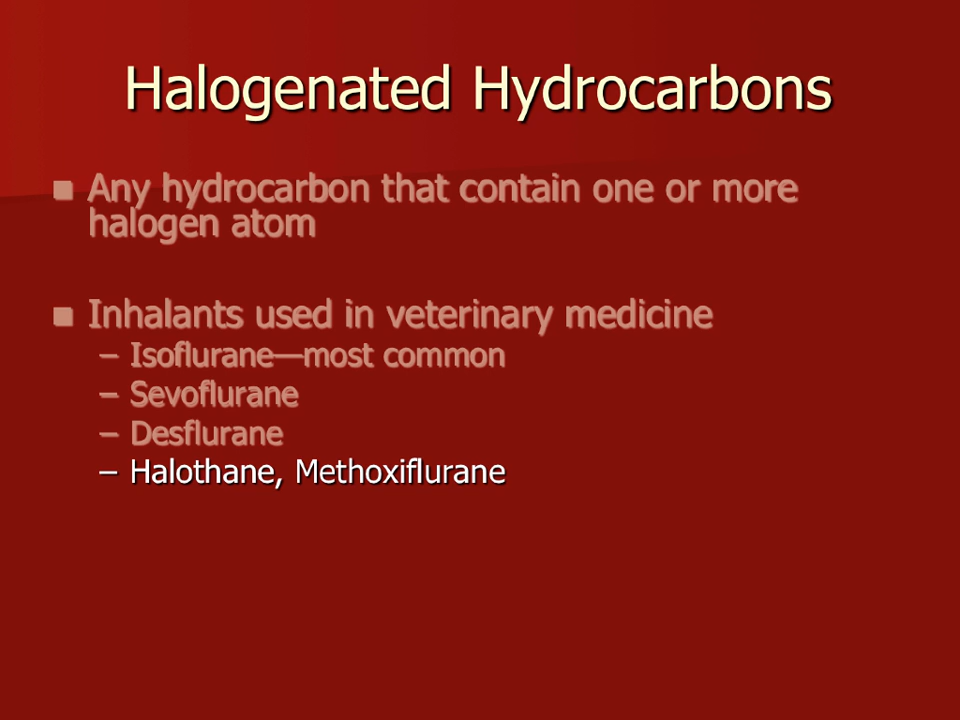 Halogenated Hydrocarbons
■ Any hydrocarbon that contain one or more
halogen atom
■ Inhalants used in veterinary medicine
– Isoflurane—most common
– Sevoflurane
– Desflurane
– Halothane, Methoxiflurane